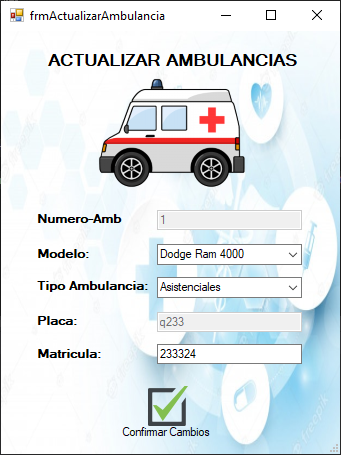 frmActualizarAmbulancia
ACTUALIZAR AMBULANCIAS
Numero-Amb 1
Modelo: Dodge Ram 4000
Tipo Ambulancia: Asistenciales
Placa: q233
Matricula: 233324
Confirmar Cambios